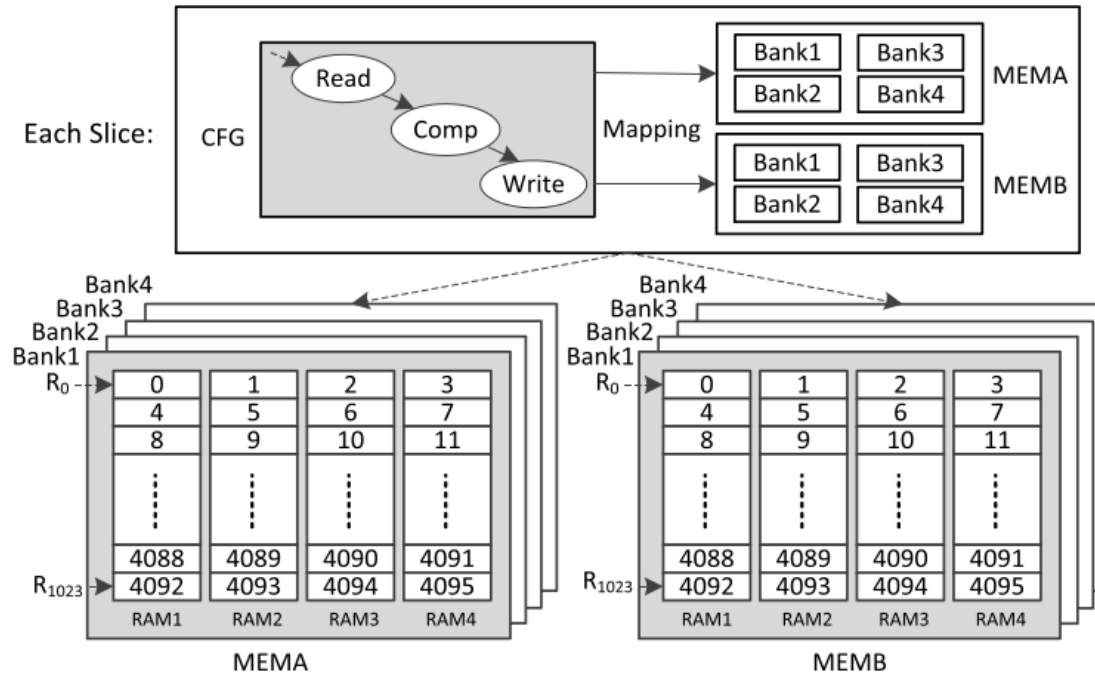 Each Slice:
CFG
Read
Comp
Write
Mapping
Bank1 Bank3
Bank2 Bank4
MEMA
Bank1 Bank3
Bank2 Bank4
MEMB
Bank4
Bank3
Bank2
Bank1
R0 0 1 2 3
4 5 6 7
8 9 10 11
4088 4089 4090 4091
R1023 4092 4093 4094 4095
RAM1 RAM2 RAM3 RAM4
MEMA
Bank4
Bank3
Bank2
Bank1
R0 0 1 2 3
4 5 6 7
8 9 10 11
4088 4089 4090 4091
R1023 4092 4093 4094 4095
RAM1 RAM2 RAM3 RAM4
MEMB